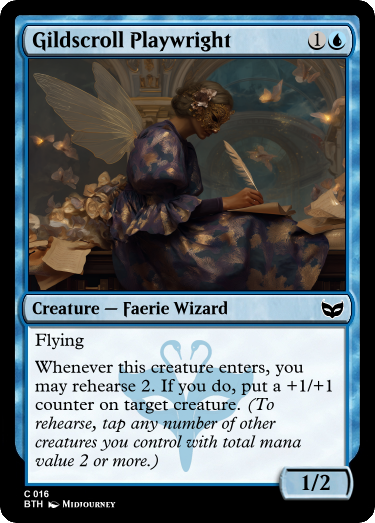 Gildscroll Playwright 1
Creature — Faerie Wizard
Flying
Whenever this creature enters, you
may rehearse 2. If you do, put a +1/+1
counter on target creature. (To
rehearse, tap any number of other
creatures you control with total mana
value 2 or more.)
1/2
C 016
BTH Midjourney